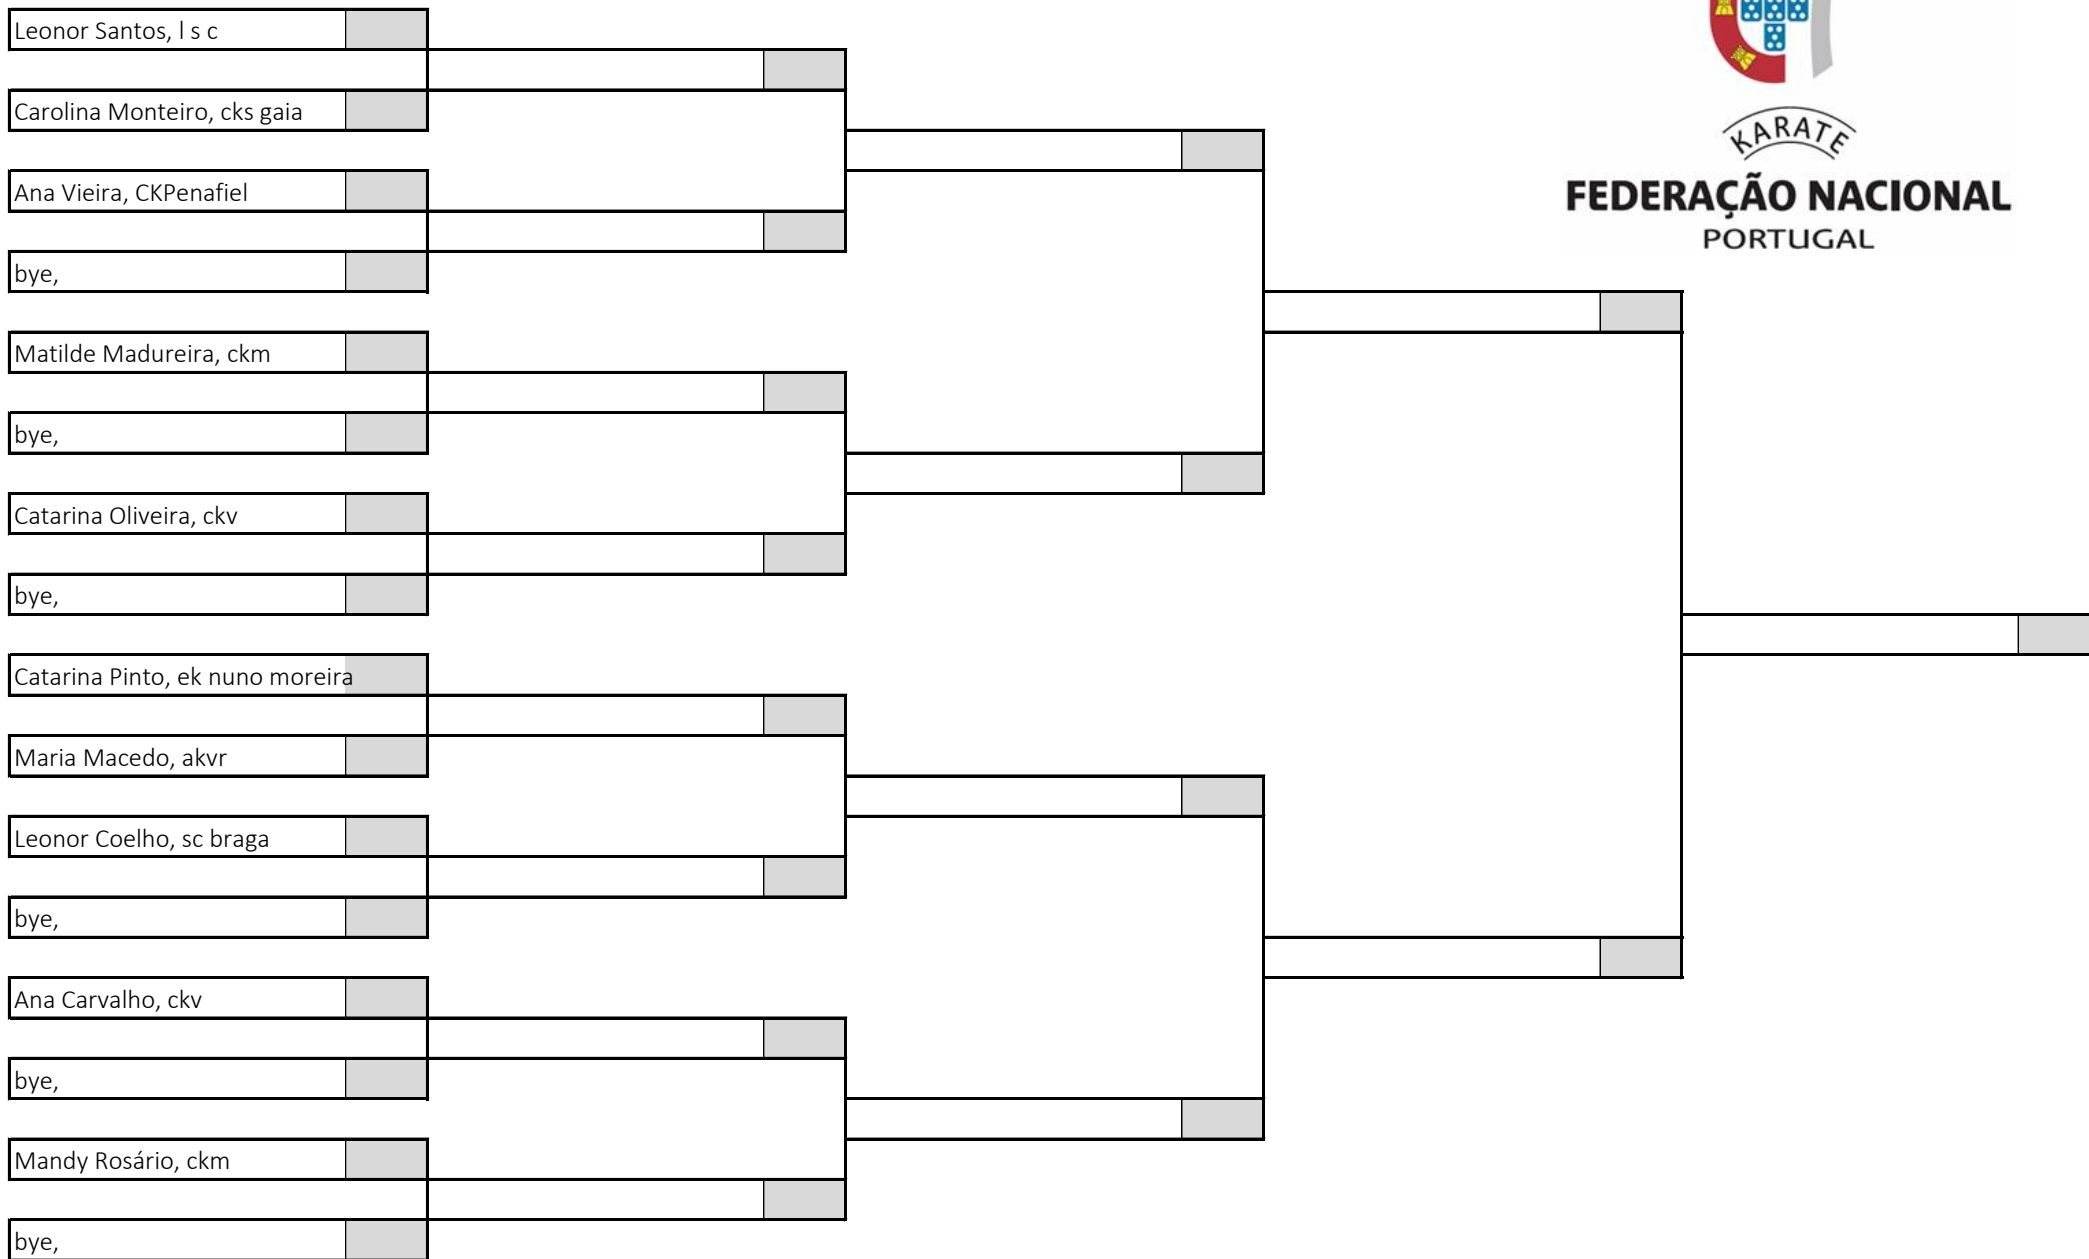 Leonor Santos, l s c
Carolina Monteiro, cks gaia
Ana Vieira, CKPenafiel
bye,
Matilde Madureira, ckm
bye,
Catarina Oliveira, ckv
bye,
Catarina Pinto, ek nuno moreira
Maria Macedo, akvr
Leonor Coelho, sc braga
bye,
Ana Carvalho, ckv
bye,
Mandy Rosário, ckm
bye,
KARATE
FEDERAÇÃO NACIONAL
PORTUGAL